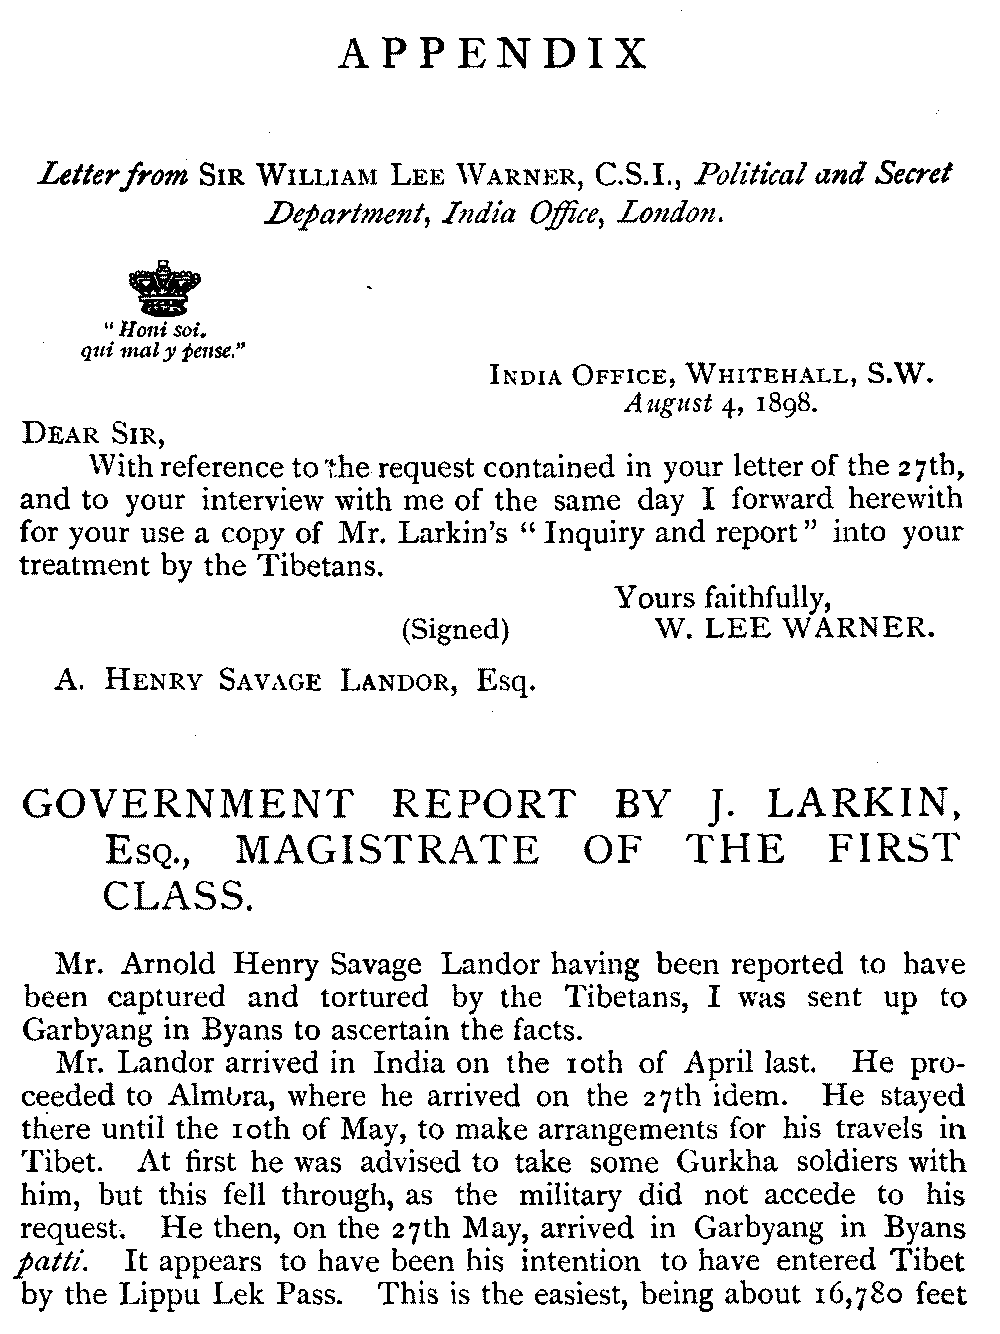 APPENDIX
Letter from SIR WILLIAM LEE WARNER, C.S.I., Political and Secret
Department, India Office, London.
"Honi soi.
qui mal y pense."
INDIA OFFICE, WHITEHALL, S.W.
August 4, 1898.
DEAR SIR,
With reference to the request contained in your letter of the 27th,
and to your interview with me of the same day I forward herewith
for your use a copy of Mr. Larkin's "Inquiry and report" into your
treatment by the Tibetans.
Yours faithfully,
(Signed) W. LEE WARNER.
A. HENRY SAVAGE LANDOR, Esq.
GOVERNMENT REPORT BY J. LARKIN,
ESQ., MAGISTRATE OF THE FIRST
CLASS.
Mr. Arnold Henry Savage Landor having been reported to have
been captured and tortured by the Tibetans, I was sent up to
Garbyang in Byans to ascertain the facts.
Mr. Landor arrived in India on the 10th of April last. He pro-
ceeded to Almora, where he arrived on the 27th idem. He stayed
there until the 10th of May, to make arrangements for his travels in
Tibet. At first he was advised to take some Gurkha soldiers with
him, but this fell through, as the military did not accede to his
request. He then, on the 27th May, arrived in Garbyang in Byans
patti. It appears to have been his intention to have entered Tibet
by the Lippu Lek Pass. This is the easiest, being about 16,780 feet